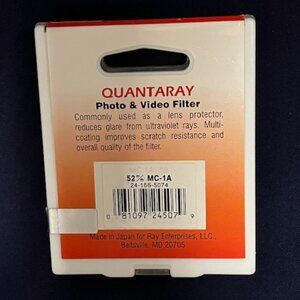 QUANTARAY
Photo & Video Filter
Commonly used as a lens protector,
reduces glare from ultraviolet rays. Multi-
coating improves scratch resistance and
overall quality of the filter.
52㎜ MC-1A
24-166-5074
0 81097 24507 9
Made in Japan for Ray Enterprises, LLC.,
Beltsville, MD 20705